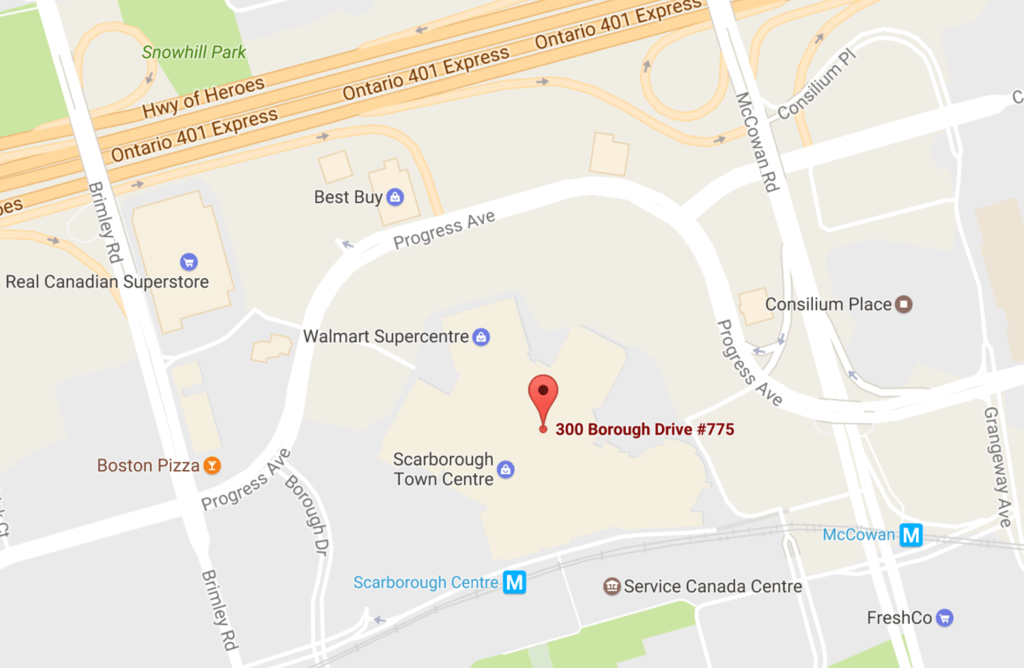 Snowhill Park
Ontario 401 Express
Ontario 401 Express
Hwy of Heroes
Ontario 401 Express
Consilium Pl
McCowan Rd
Brimley Rd
Best Buy
Progress Ave
Real Canadian Superstore
Consilium Place
Walmart Supercentre
Progress Ave
300 Borough Drive #775
Scarborough
Town Centre
Boston Pizza
Progress Ave
Borough Dr
Grangeway Ave
McCowan M
Scarborough Centre M
Service Canada Centre
Brimley Rd
FreshCo